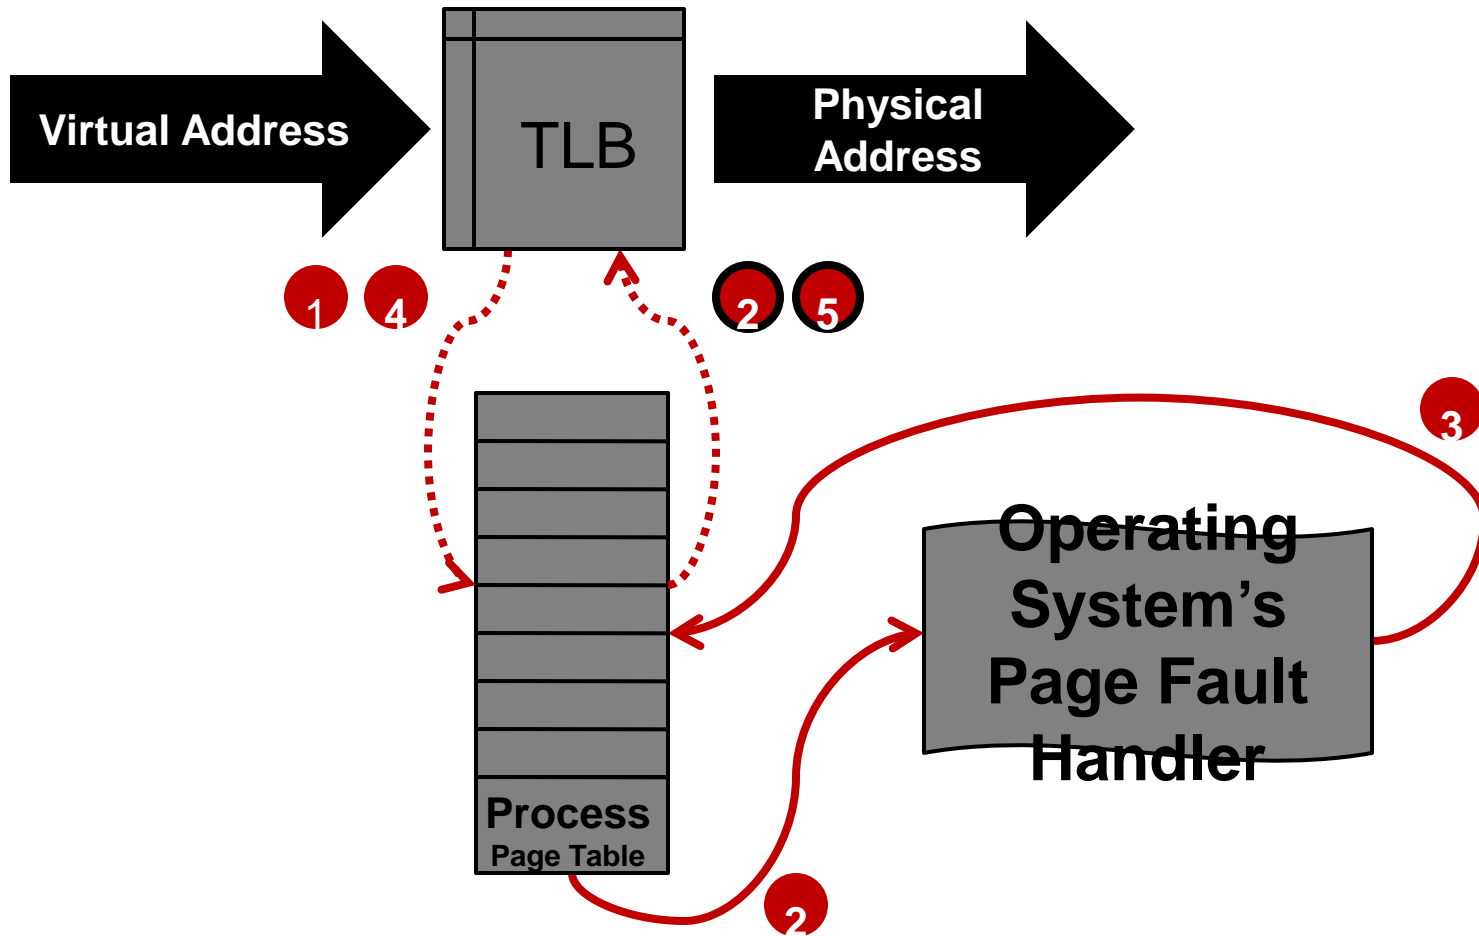 Virtual Address
TLB
Physical
Address
1
4
2
5
3
Operating
System’s
Page Fault
Handler
Process
Page Table
2